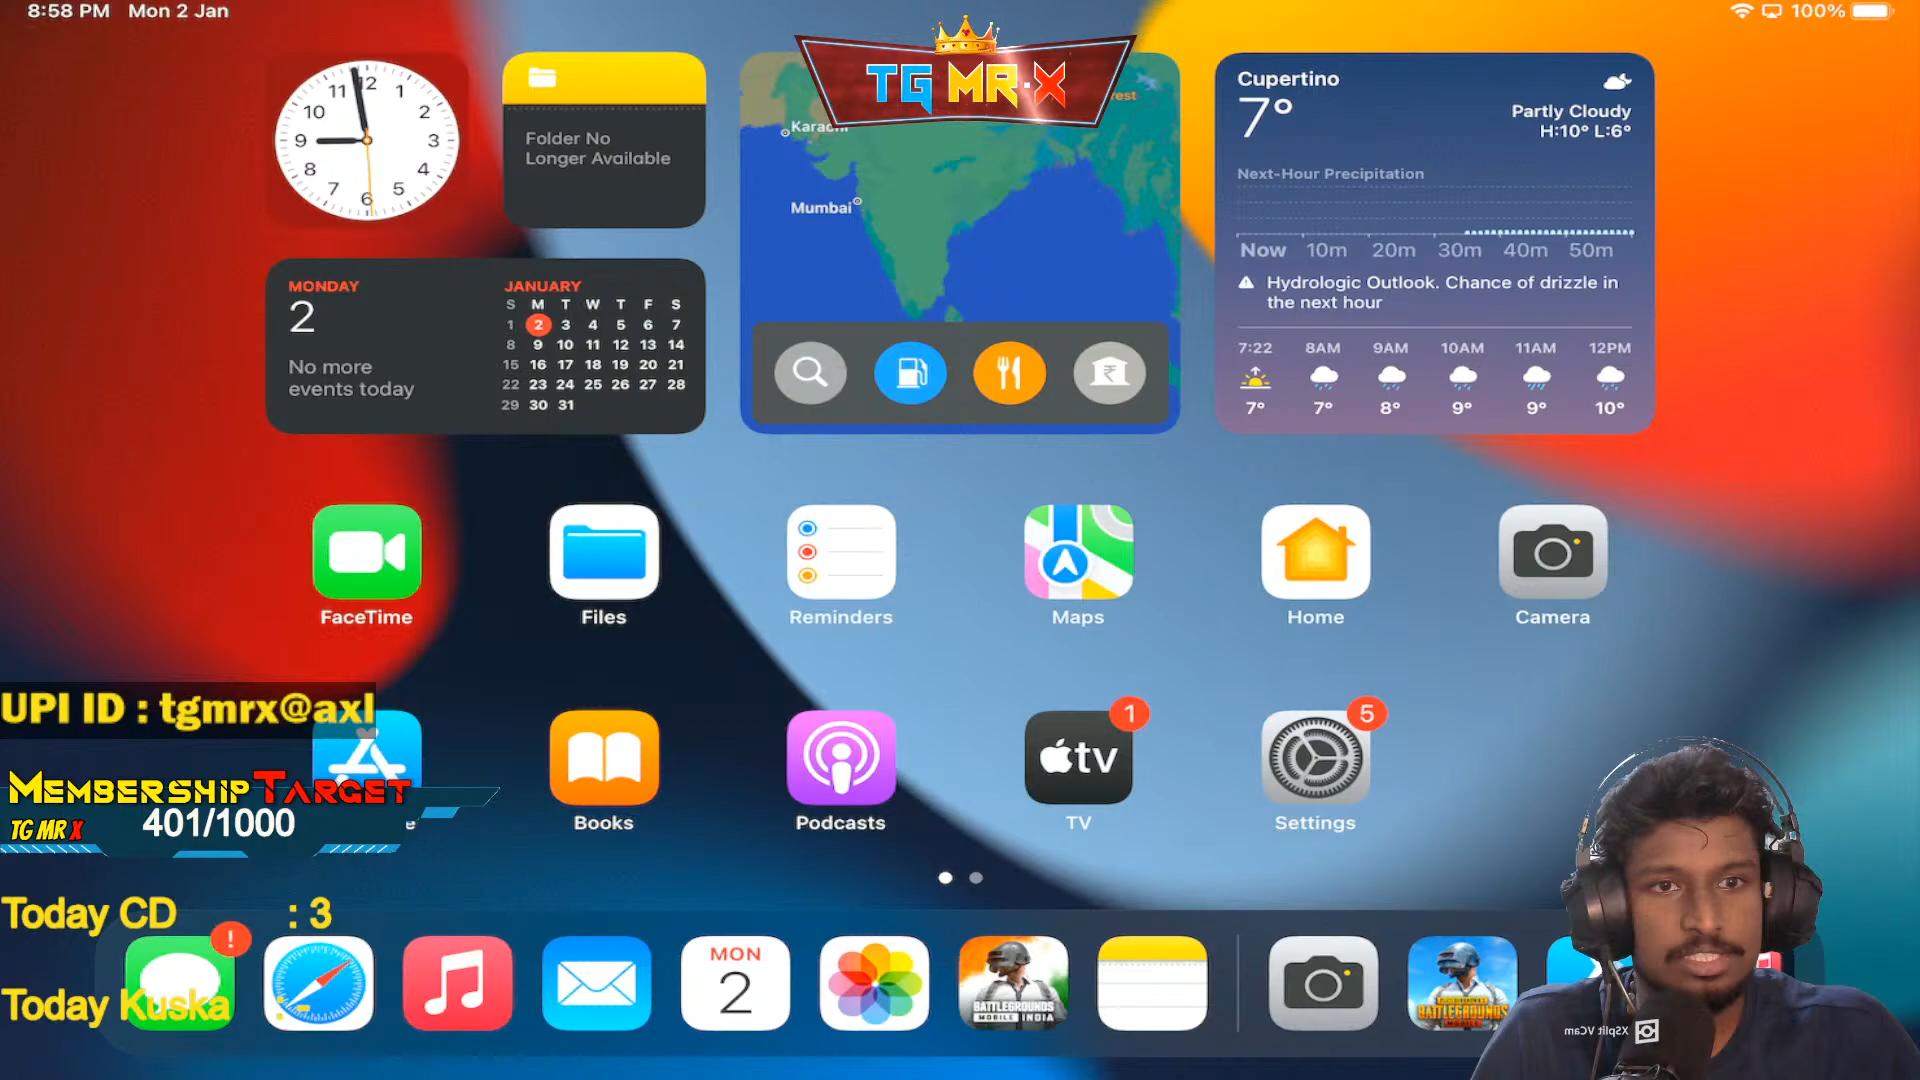 8:58 PM Mon 2 Jan
100%
TG MR·X
11 12 1
10 2
9 3
8 4
7 6 5
Folder No
Longer Available
Karachi
Mumbai
Cupertino
7°
Partly Cloudy
H:10° L:6°
Next-Hour Precipitation
Now 10m 20m 30m 40m 50m
Hydrologic Outlook. Chance of drizzle in
the next hour
7:22 8AM 9AM 10AM 11AM 12PM
7° 7° 8° 9° 9° 10°
MONDAY
2
No more
events today
JANUARY
S M T W T F S
1 2 3 4 5 6 7
8 9 10 11 12 13 14
15 16 17 18 19 20 21
22 23 24 25 26 27 28
29 30 31
₹
FaceTime Files Reminders Maps Home Camera
UPI ID : tgmrx@axl
MEMBERSHIP TARGET
TG MR X 401/1000
tv
1
5
Books Podcasts TV Settings
Today CD : 3
!
Today Kuska : -
MON
2
BATTLEGROUNDS
MOBILE INDIA
BATTLEGROUNDS
XSplit VCam